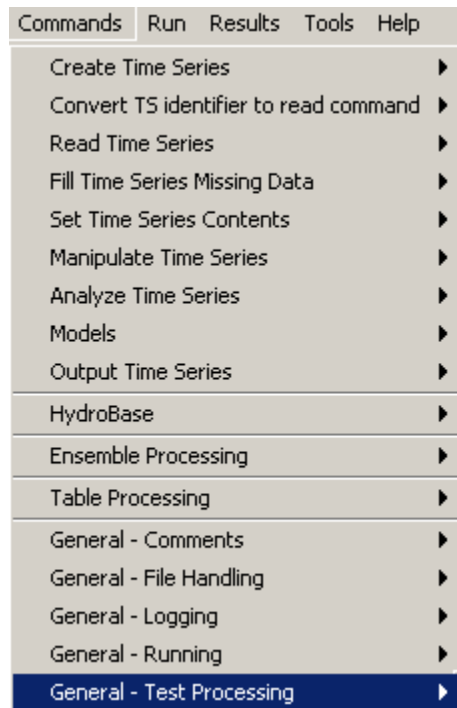 Commands Run Results Tools Help
Create Time Series
Convert TS identifier to read command
Read Time Series
Fill Time Series Missing Data
Set Time Series Contents
Manipulate Time Series
Analyze Time Series
Models
Output Time Series
HydroBase
Ensemble Processing
Table Processing
General - Comments
General - File Handling
General - Logging
General - Running
General - Test Processing